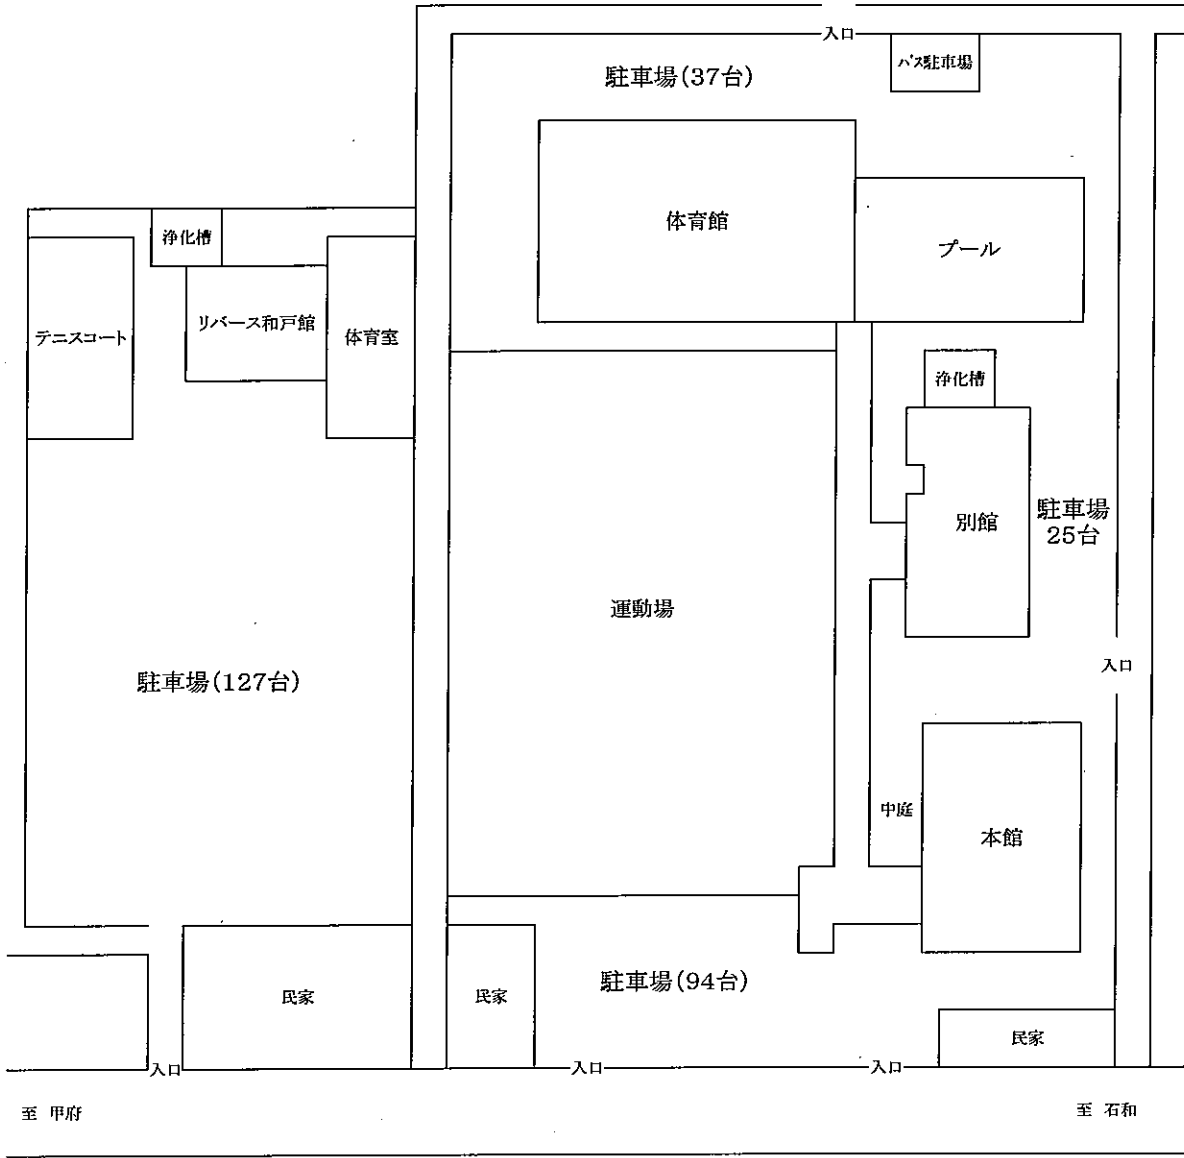 入口
バス駐車場
駐車場(37台)
体育館
プール
浄化槽
テニスコート
リバース和戸館
体育室
浄化槽
別館
駐車場
25台
運動場
入口
駐車場(127台)
中庭
本館
民家
民家
駐車場(94台)
民家
入口
入口
入口
至 甲府
至 石和